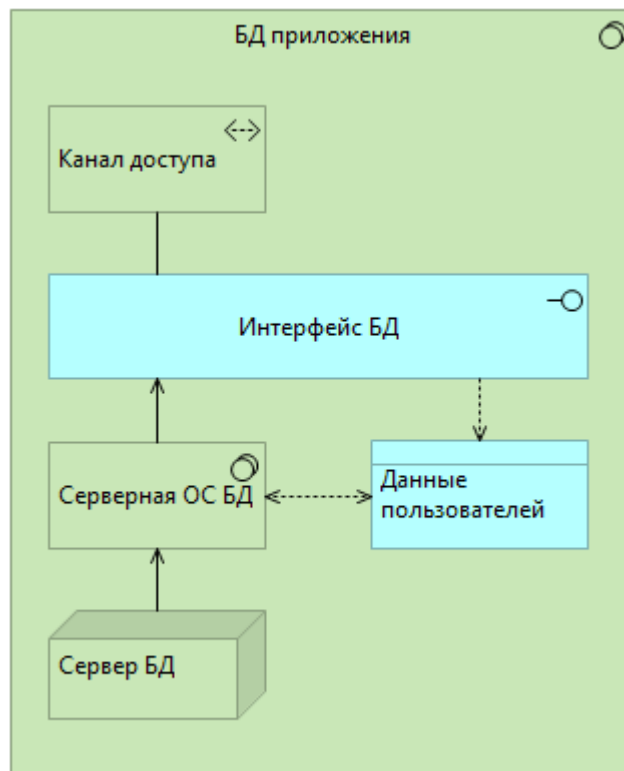 БД приложения
Канал доступа
Интерфейс БД
Серверная ОС БД
Данные
пользователей
Сервер БД